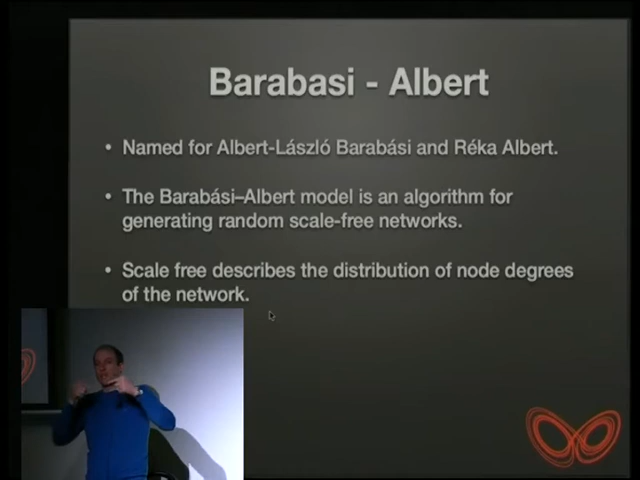 Barabasi - Albert
• Named for Albert-László Barabási and Réka Albert.
• The Barabási–Albert model is an algorithm for
generating random scale-free networks.
• Scale free describes the distribution of node degrees
of the network.